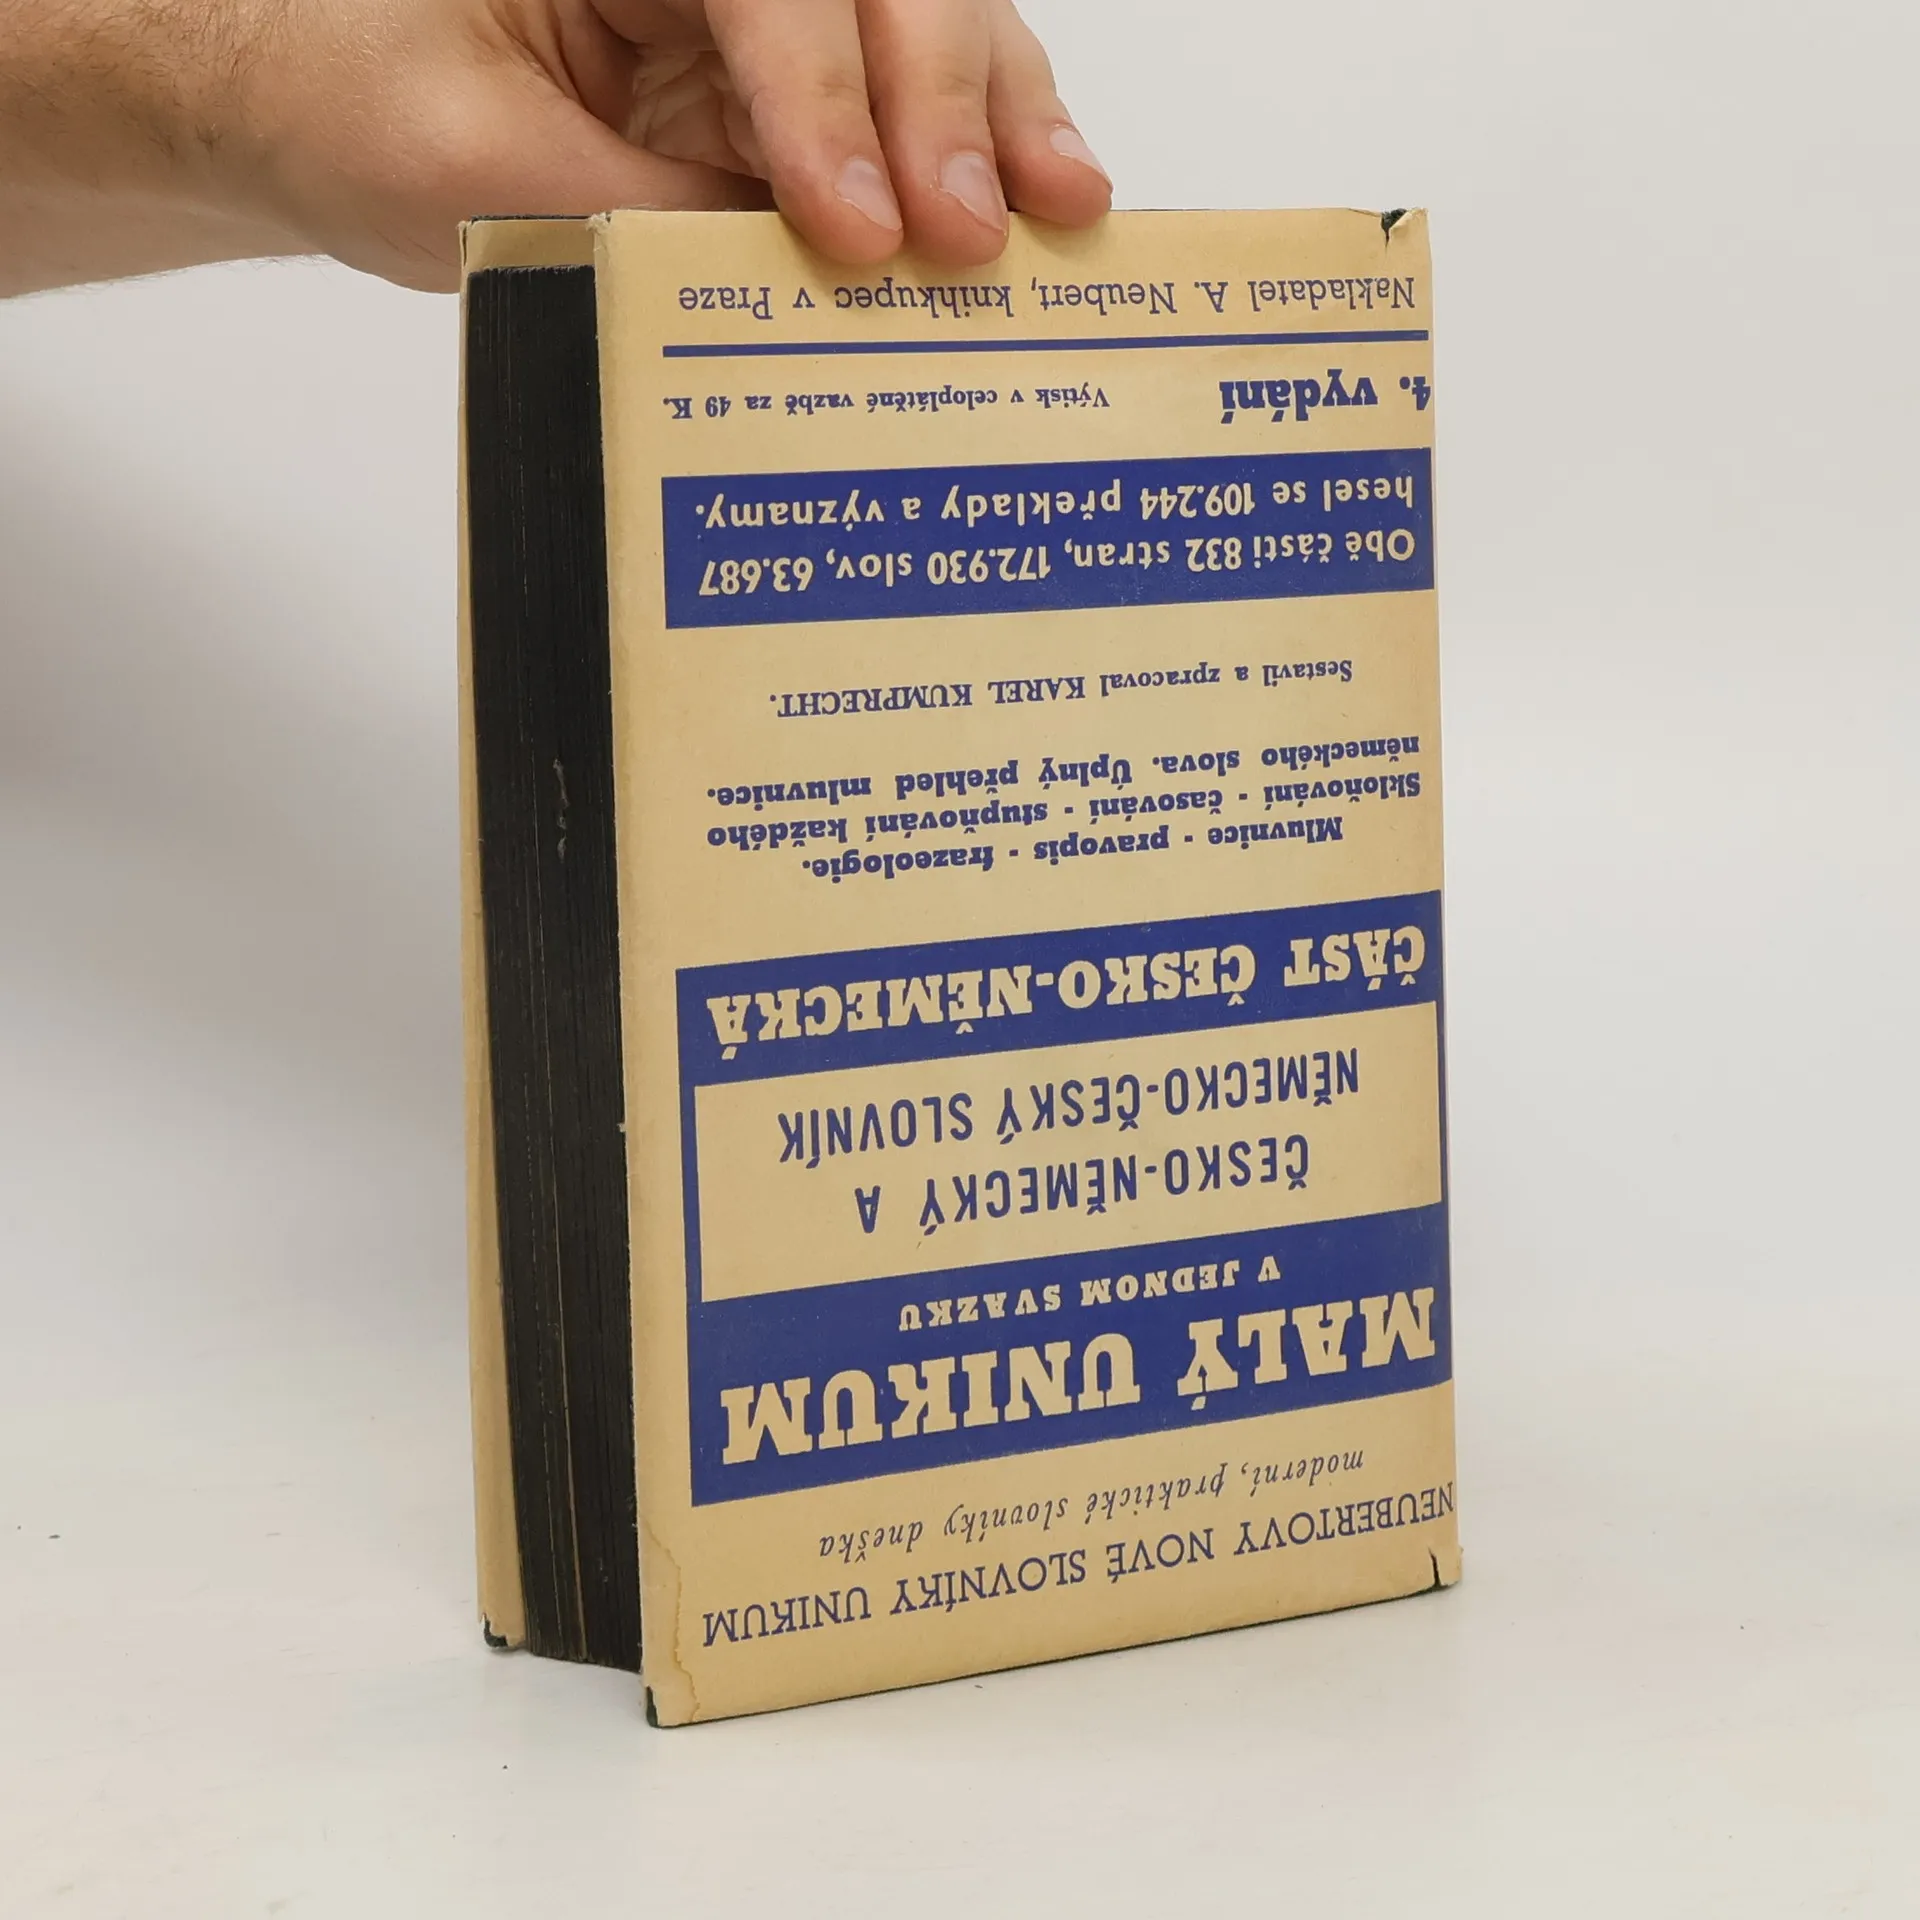 NEUBERTOVY NOVÉ SLOVNÍKY UNIKUM
moderní, praktické slovníky dneška
MALÝ UNIKUM
V JEDNOM SVAZKU
ČESKO-NĚMECKÝ A
NĚMECKO-ČESKÝ SLOVNÍK
ČÁST ČESKO-NĚMECKÁ
Mluvnice - pravopis - frazeologie.
Skloňování - časování - stupňování každého
německého slova. Úplný přehled mluvnice.
Sestavil a zpracoval KAREL KUMPRECHT.
Obě části 832 stran, 172.930 slov, 63.687
hesel se 109.244 překlady a významy.
4. vydání Výtisk v celoplátěné vazbě za 49 K.
Nakladatel A. Neubert, knihkupec v Praze